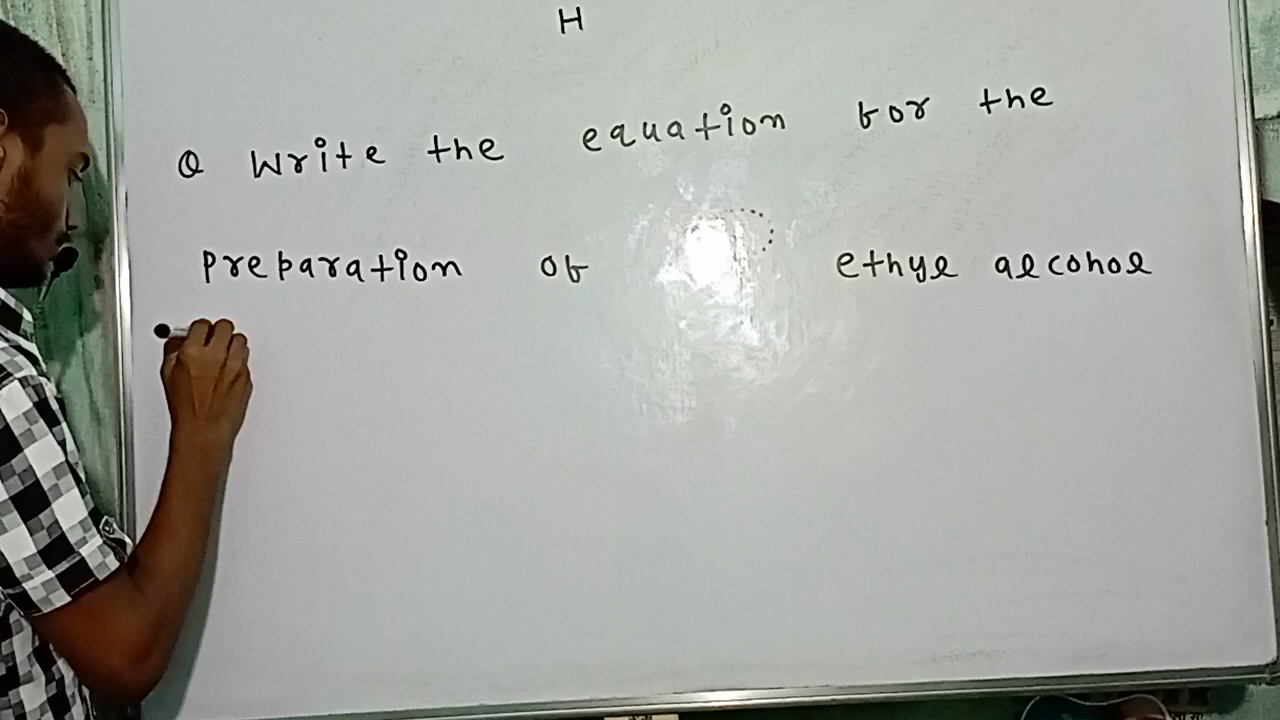 H
Q Write the equation for the
Preparation of ethyl alcohol